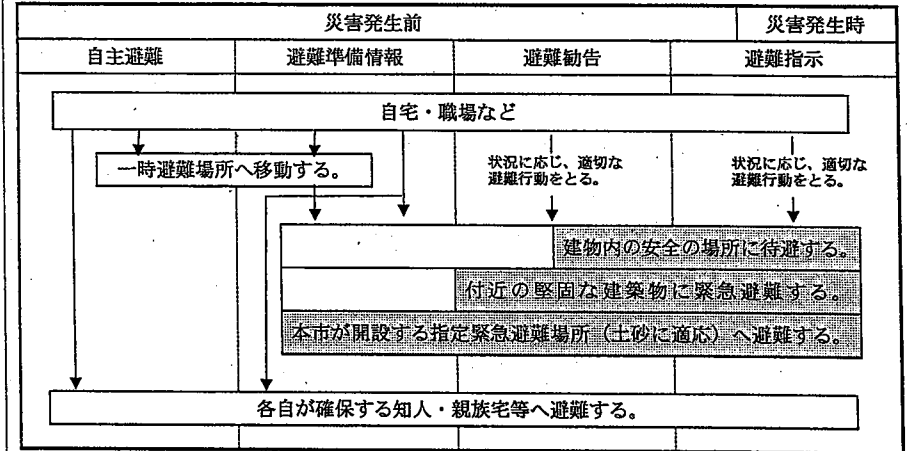 災害発生前
災害発生時
自主避難
避難準備情報
避難勧告
避難指示
自宅・職場など
一時避難場所へ移動する。
状況に応じ、適切な
避難行動をとる。
状況に応じ、適切な
避難行動をとる。
建物内の安全の場所に待避する。
付近の堅固な建築物に緊急避難する。
本市が開設する指定緊急避難場所（土砂に適応）へ避難する。
各自が確保する知人・親族宅等へ避難する。